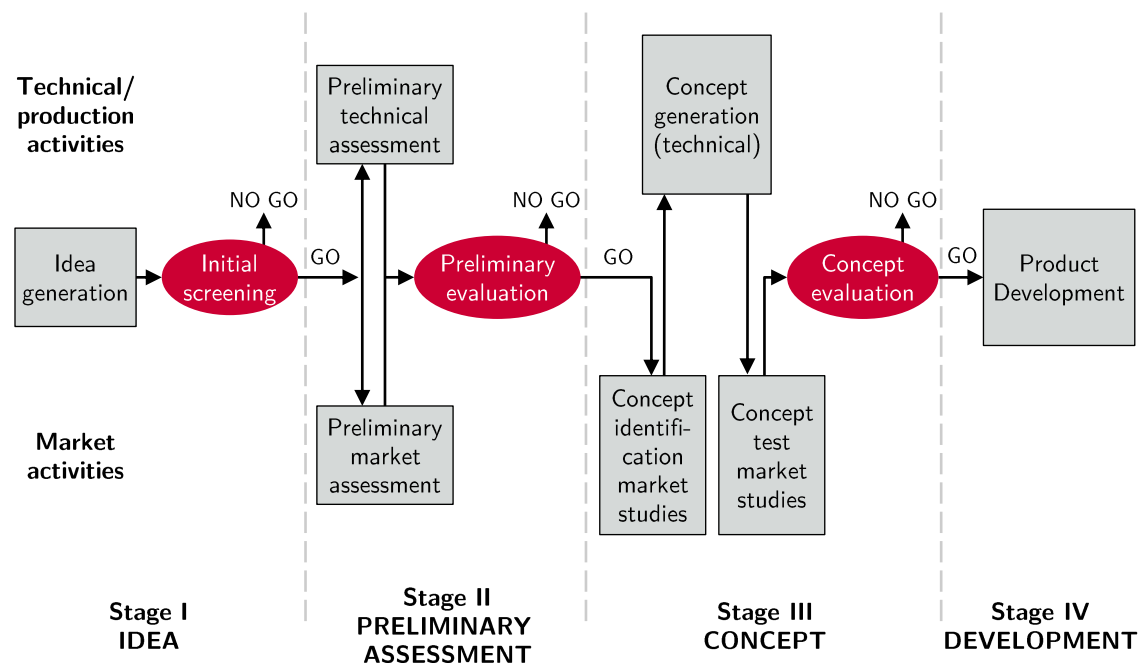 Technical/
production
activities
Market
activities
Idea
generation
Initial
screening
NO GO
GO
Preliminary
technical
assessment
Preliminary
market
assessment
Preliminary
evaluation
NO GO
GO
Concept
identifi-
cation
market
studies
Concept
generation
(technical)
Concept
test
market
studies
Concept
evaluation
NO GO
GO
Product
Development
Stage I
IDEA
Stage II
PRELIMINARY
ASSESSMENT
Stage III
CONCEPT
Stage IV
DEVELOPMENT